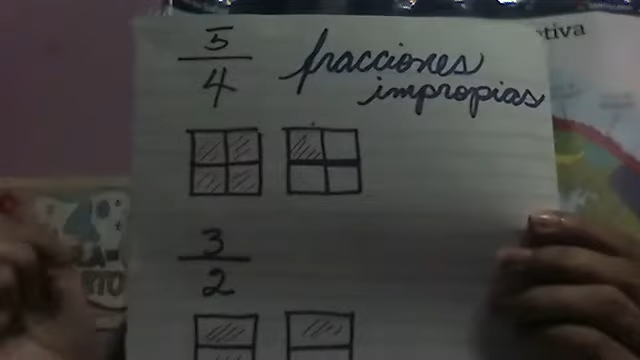 5/4 fracciones
impropias
3/2
tiva